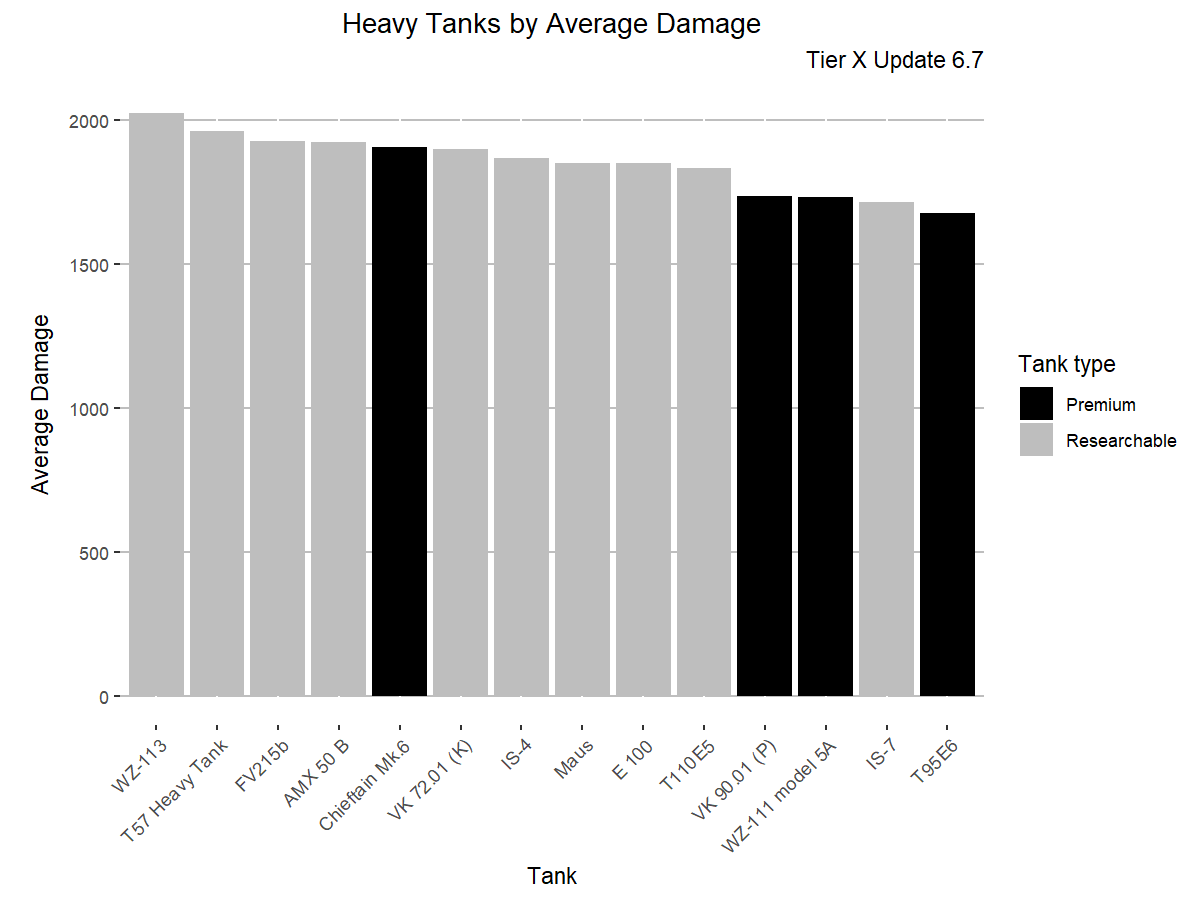 Heavy Tanks by Average Damage
Tier X Update 6.7
Average Damage
2000
1500
1000
500
0
WZ-113
T57 Heavy Tank
FV215b
AMX 50 B
Chieftain Mk.6
VK 72.01 (K)
IS-4
Maus
E 100
T110E5
VK 90.01 (P)
WZ-111 model 5A
IS-7
T95E6
Tank
Tank type
Premium
Researchable